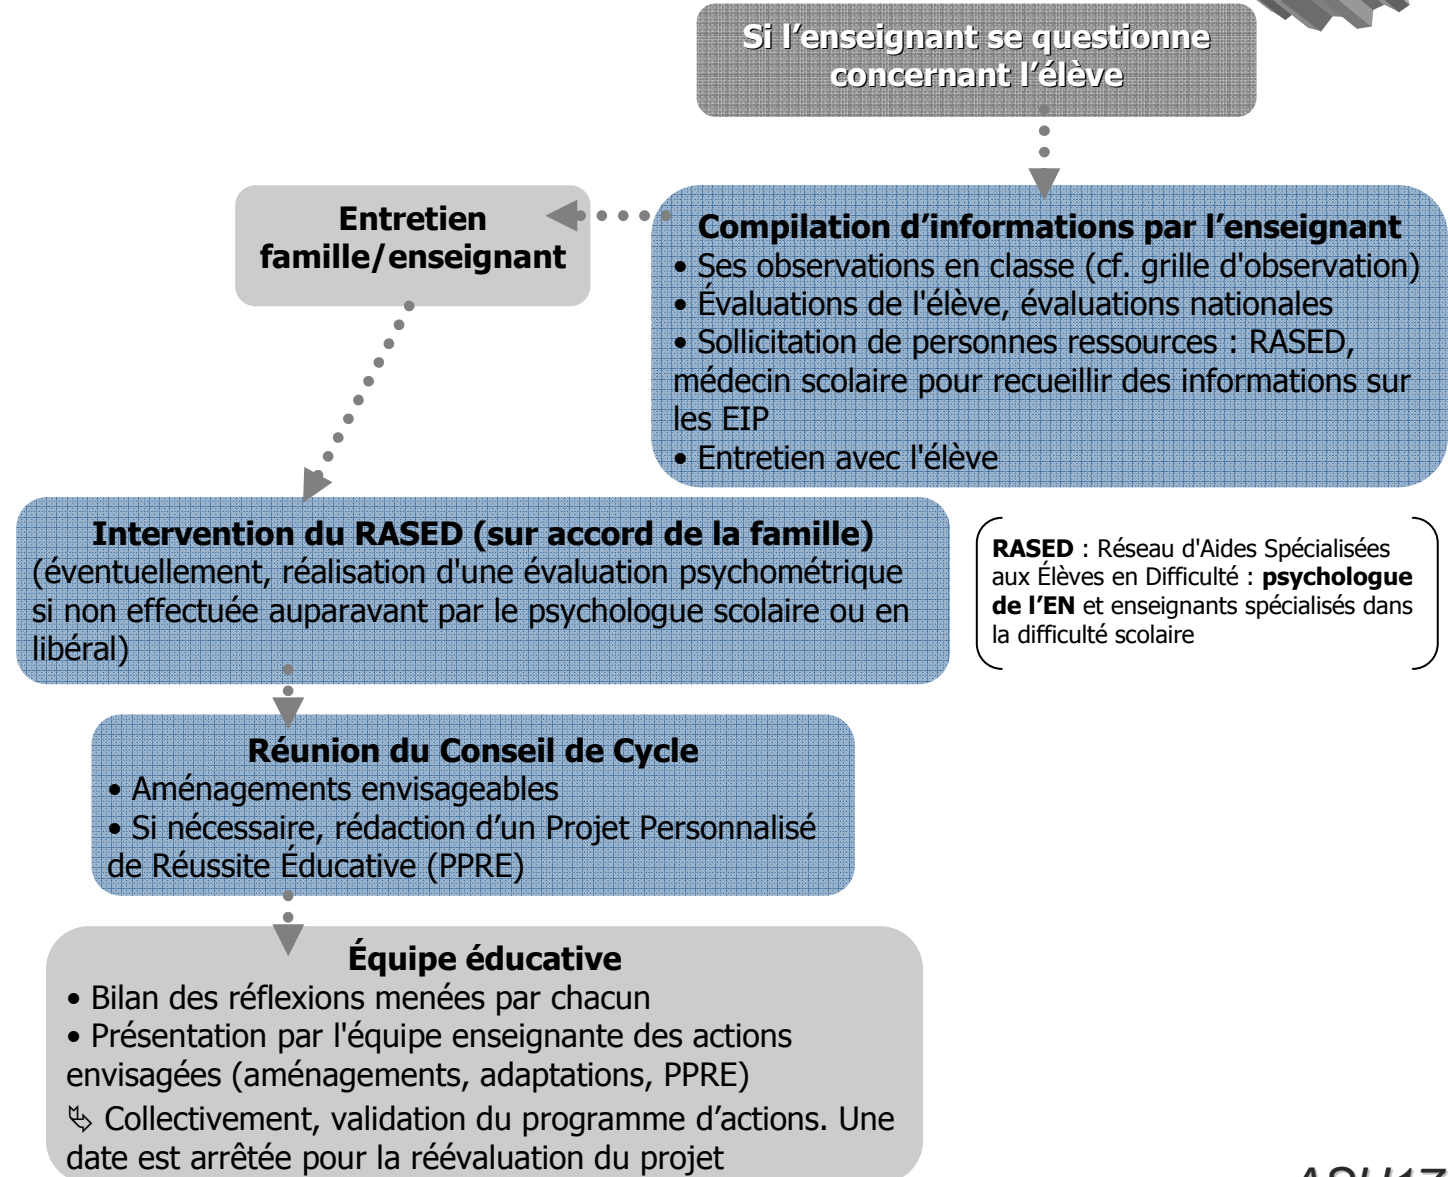 Si l’enseignant se questionne
concernant l’élève
Entretien
famille/enseignant
Compilation d’informations par l’enseignant
• Ses observations en classe (cf. grille d'observation)
• Évaluations de l'élève, évaluations nationales
• Sollicitation de personnes ressources : RASED,
médecin scolaire pour recueillir des informations sur
les EIP
• Entretien avec l'élève
Intervention du RASED (sur accord de la famille)
(éventuellement, réalisation d'une évaluation psychométrique
si non effectuée auparavant par le psychologue scolaire ou en
libéral)
RASED : Réseau d'Aides Spécialisées
aux Élèves en Difficulté : psychologue
de l’EN et enseignants spécialisés dans
la difficulté scolaire
Réunion du Conseil de Cycle
• Aménagements envisageables
• Si nécessaire, rédaction d’un Projet Personnalisé
de Réussite Éducative (PPRE)
Équipe éducative
• Bilan des réflexions menées par chacun
• Présentation par l'équipe enseignante des actions
envisagées (aménagements, adaptations, PPRE)
↳ Collectivement, validation du programme d’actions. Une
date est arrêtée pour la réévaluation du projet